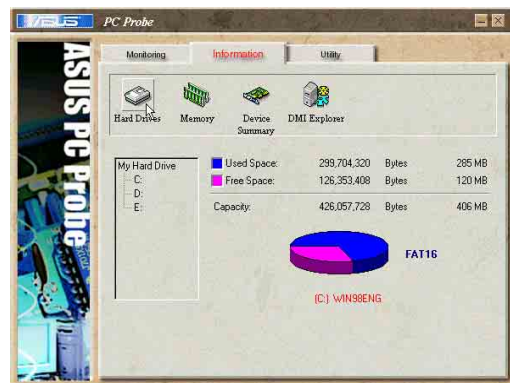 ASUS PC Probe
ASUS PC Probe
Monitoring Information Utility
Hard Drives Memory Device Summary DMI Explorer
My Hard Drive
C:
D:
E:
Used Space: 299,704,320 Bytes 285 MB
Free Space: 126,353,408 Bytes 120 MB
Capacity: 426,057,728 Bytes 406 MB
FAT16
(C:) WIN98ENG